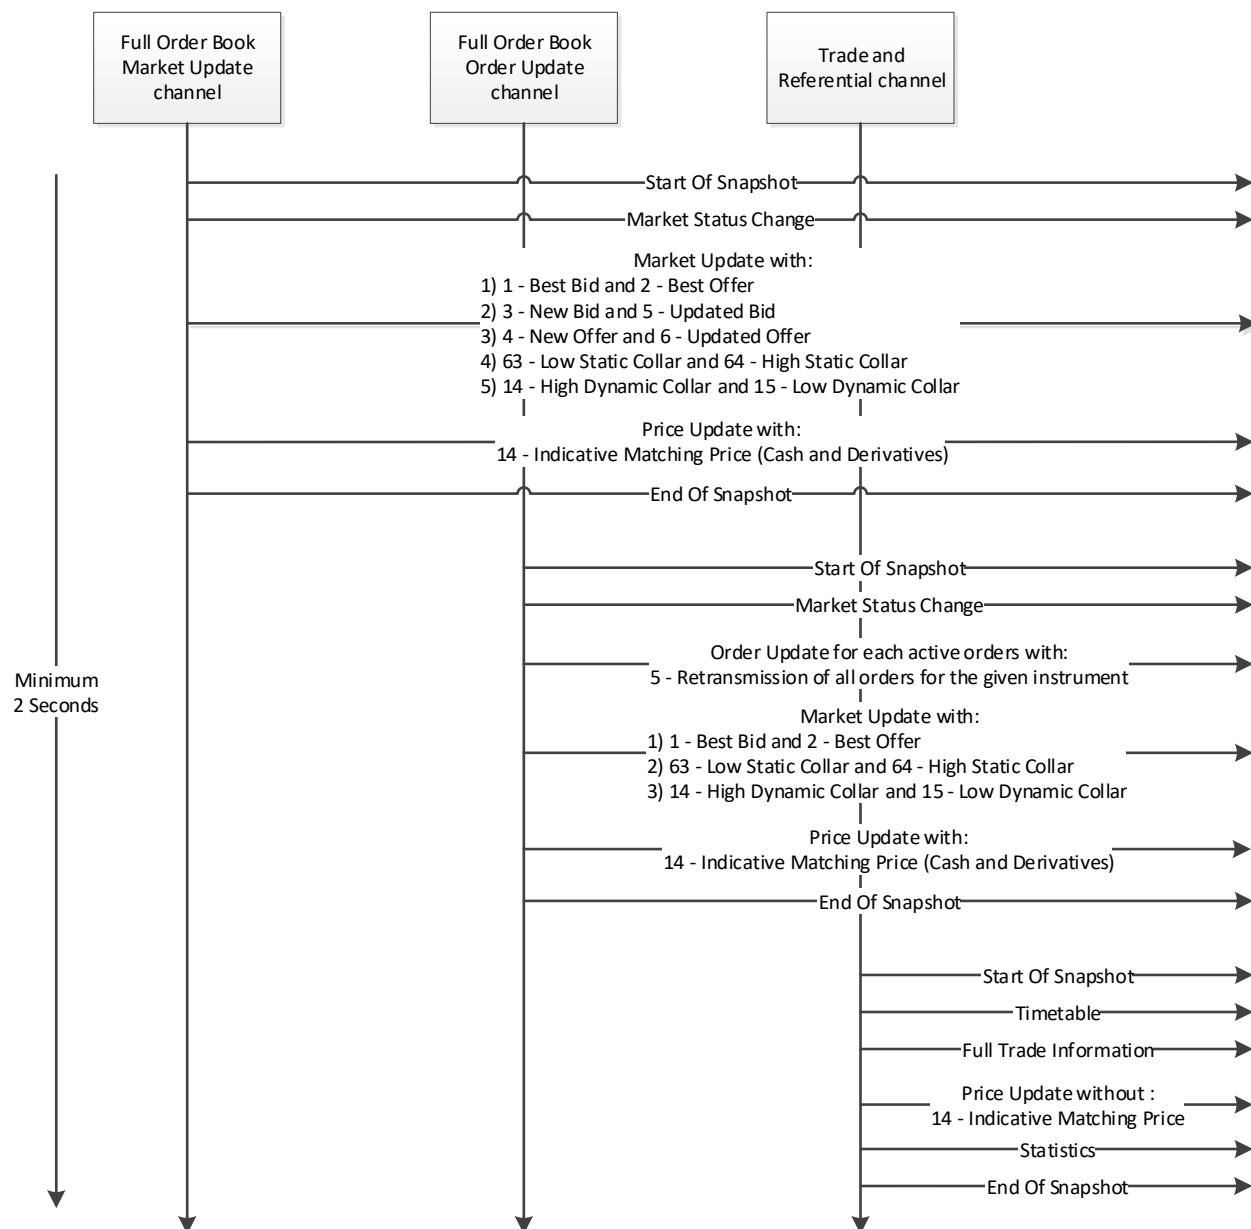 Full Order Book
Market Update
channel
Full Order Book
Order Update
channel
Trade and
Referential channel
Start Of Snapshot
Market Status Change
Market Update with:
1) 1 - Best Bid and 2 - Best Offer
2) 3 - New Bid and 5 - Updated Bid
3) 4 - New Offer and 6 - Updated Offer
4) 63 - Low Static Collar and 64 - High Static Collar
5) 14 - High Dynamic Collar and 15 - Low Dynamic Collar
Price Update with:
14 - Indicative Matching Price (Cash and Derivatives)
End Of Snapshot
Start Of Snapshot
Market Status Change
Order Update for each active orders with:
5 - Retransmission of all orders for the given instrument
Minimum
2 Seconds
Market Update with:
1) 1 - Best Bid and 2 - Best Offer
2) 63 - Low Static Collar and 64 - High Static Collar
3) 14 - High Dynamic Collar and 15 - Low Dynamic Collar
Price Update with:
14 - Indicative Matching Price (Cash and Derivatives)
End Of Snapshot
Start Of Snapshot
Timetable
Full Trade Information
Price Update without :
14 - Indicative Matching Price
Statistics
End Of Snapshot